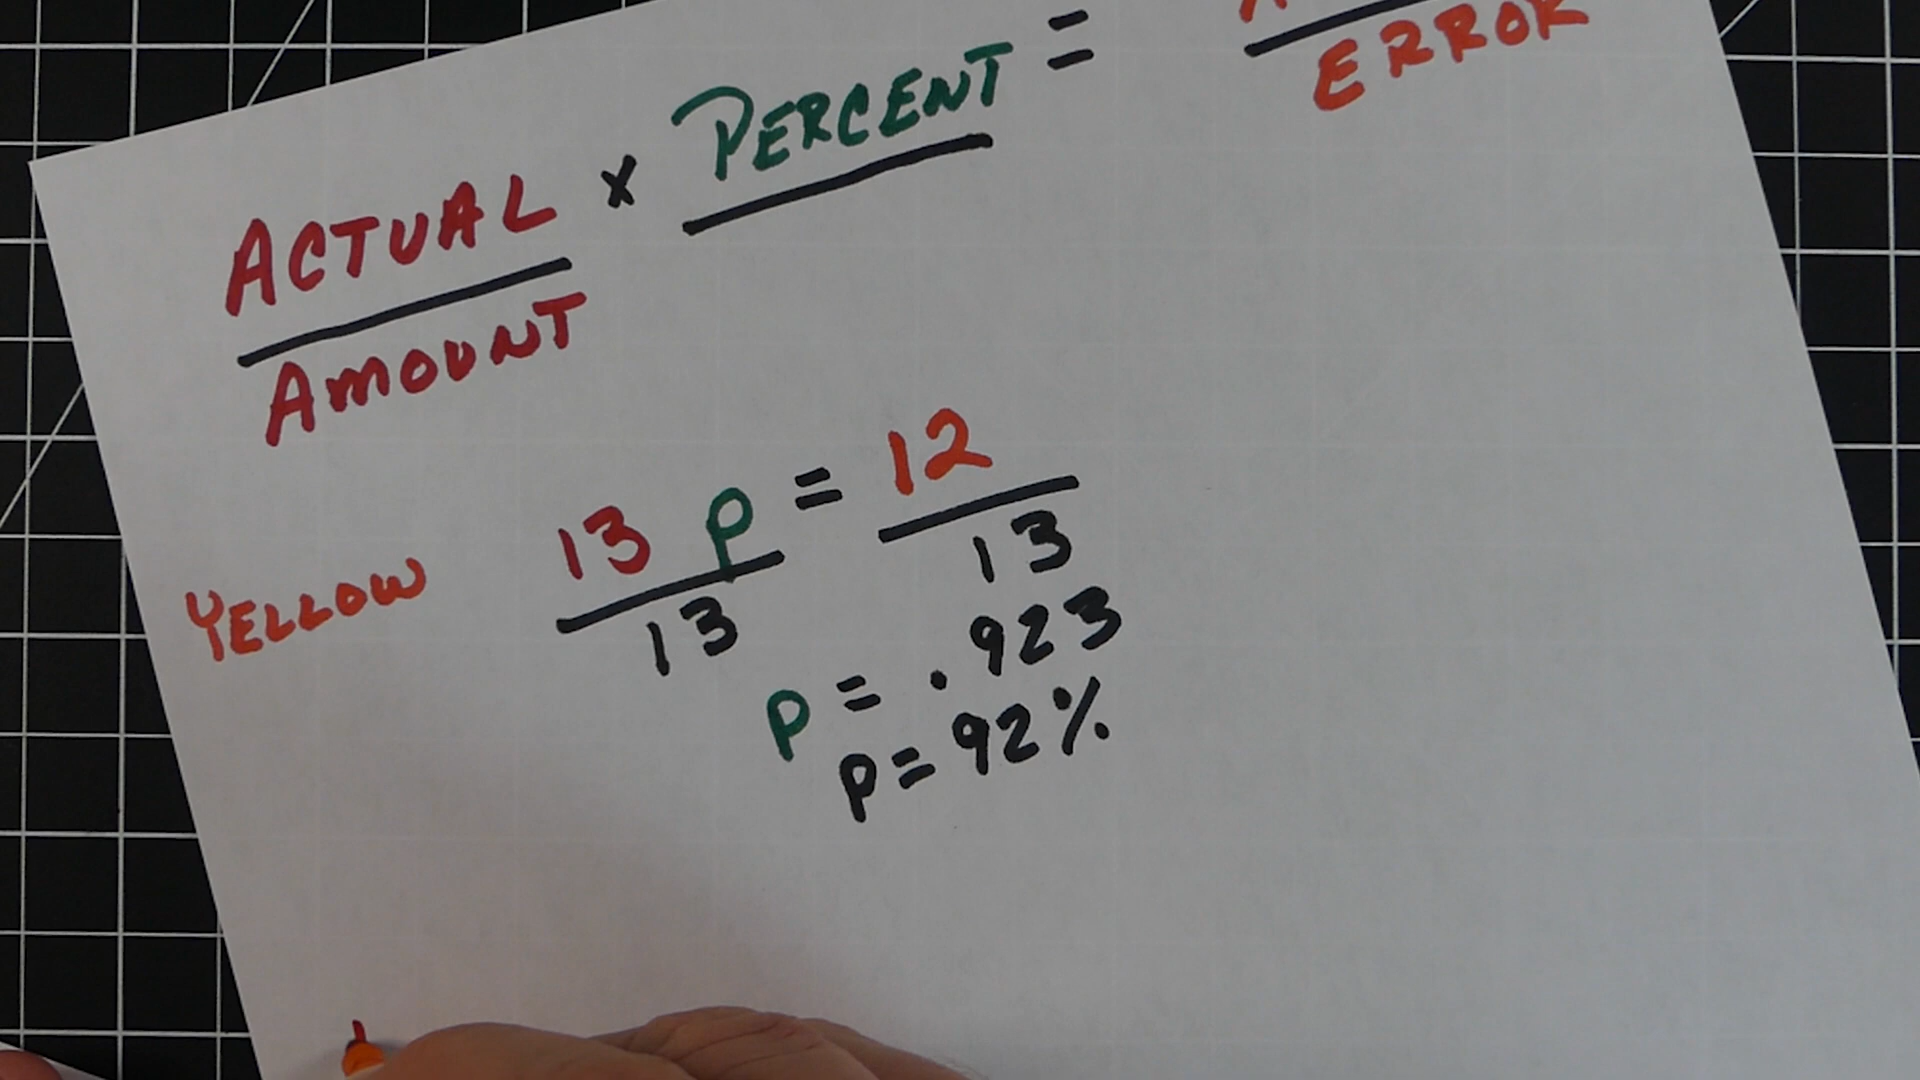 ACTUAL x PERCENT =
AMOUNT
ERROR
YELLOW 13 P = 12
13 13
P = .923
P = 92%